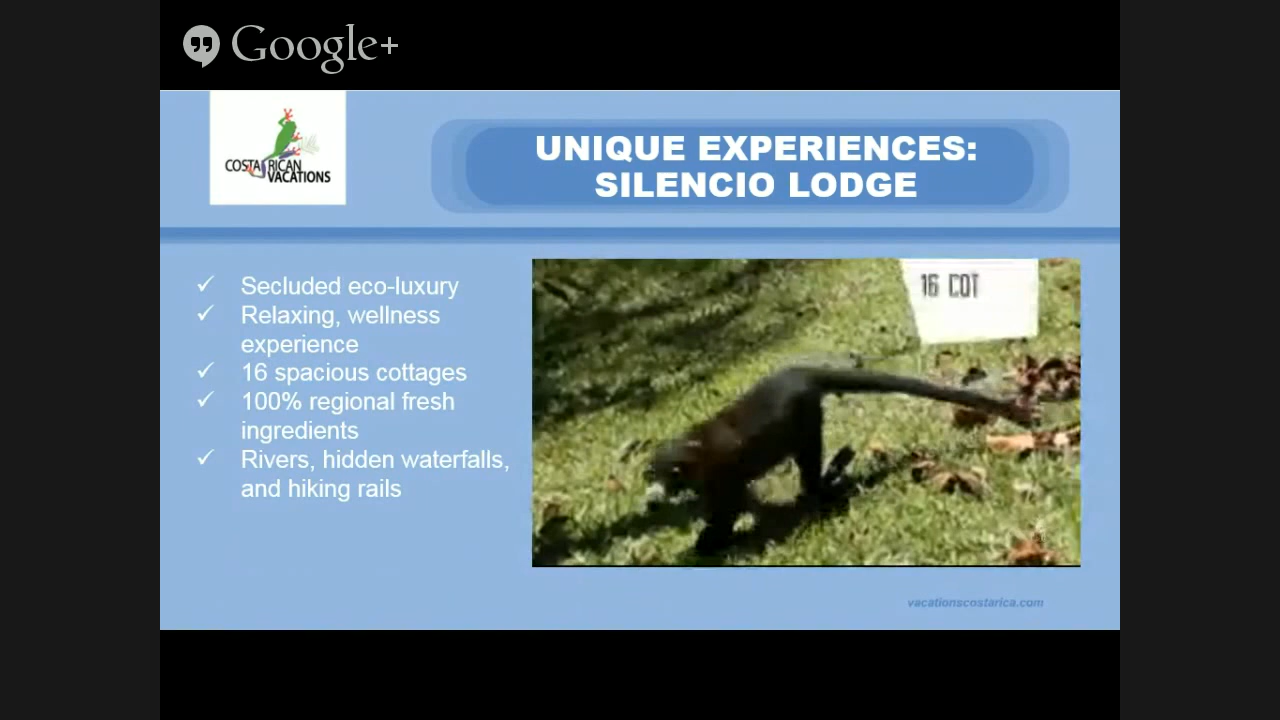 Google+
COSTA RICAN
VACATIONS
UNIQUE EXPERIENCES:
SILENCIO LODGE
✓ Secluded eco-luxury
✓ Relaxing, wellness
experience
✓ 16 spacious cottages
✓ 100% regional fresh
ingredients
✓ Rivers, hidden waterfalls,
and hiking rails
16 COT
vacationscostarica.com